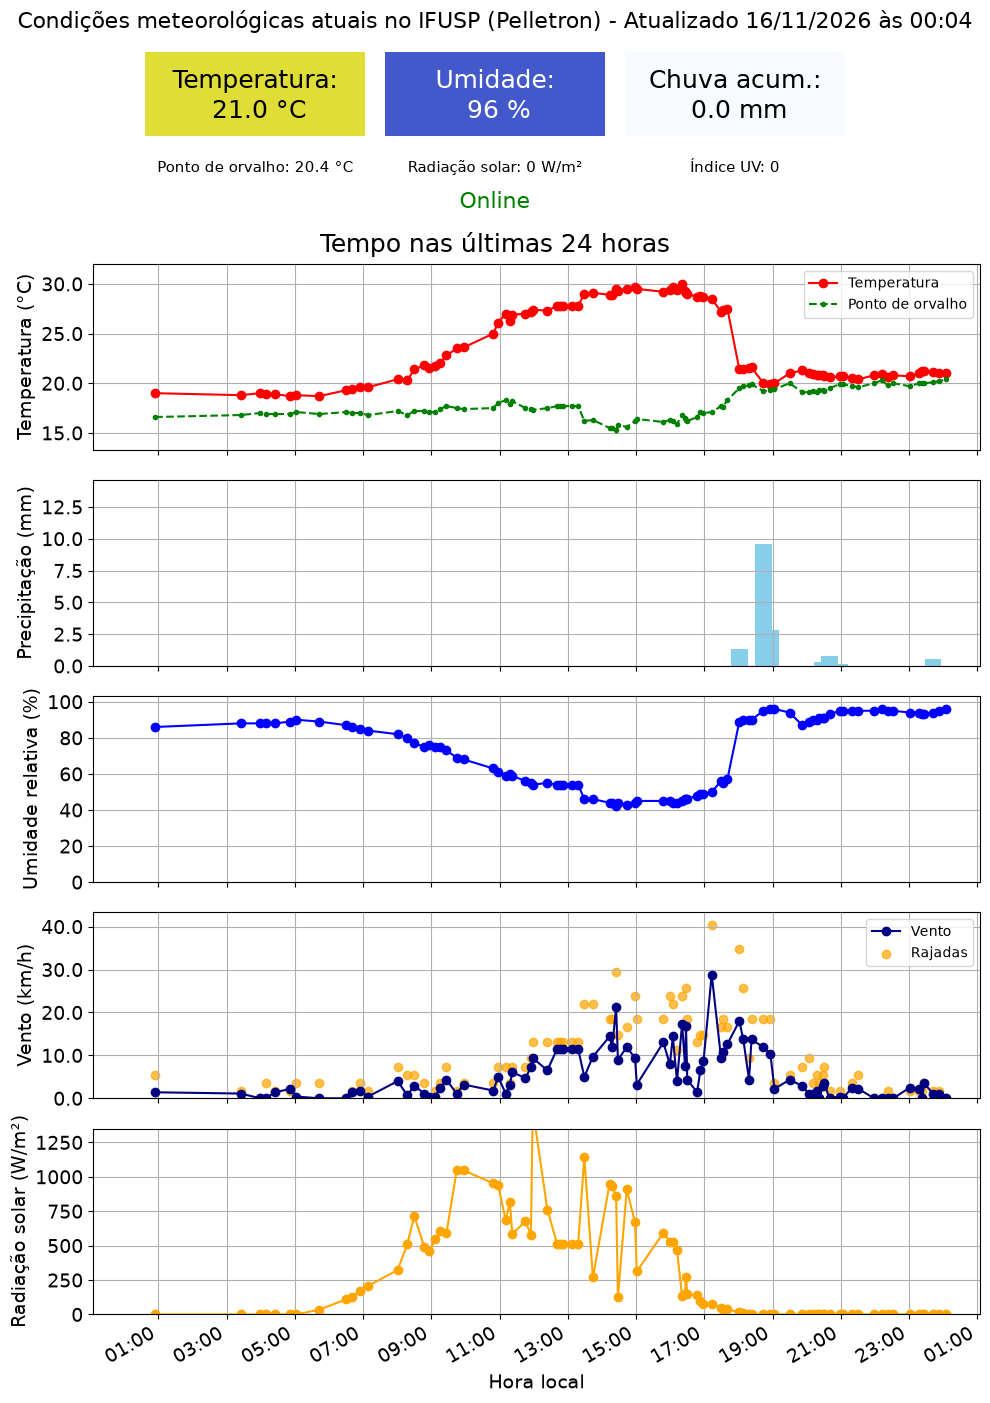 Condições meteorológicas atuais no IFUSP (Pelletron) - Atualizado 16/11/2026 às 00:04
Temperatura:
21.0 °C
Umidade:
96 %
Chuva acum.:
0.0 mm
Ponto de orvalho: 20.4 °C
Radiação solar: 0 W/m²
Índice UV: 0
Online
Tempo nas últimas 24 horas
Temperatura (°C)
30.0
25.0
20.0
15.0
Temperatura
Ponto de orvalho
Precipitação (mm)
12.5
10.0
7.5
5.0
2.5
0.0
Umidade relativa (%)
100
80
60
40
20
0
Vento (km/h)
40.0
30.0
20.0
10.0
0.0
Vento
Rajadas
Radiação solar (W/m²)
1250
1000
750
500
250
0
01:00 03:00 05:00 07:00 09:00 11:00 13:00 15:00 17:00 19:00 21:00 23:00 01:00
Hora local